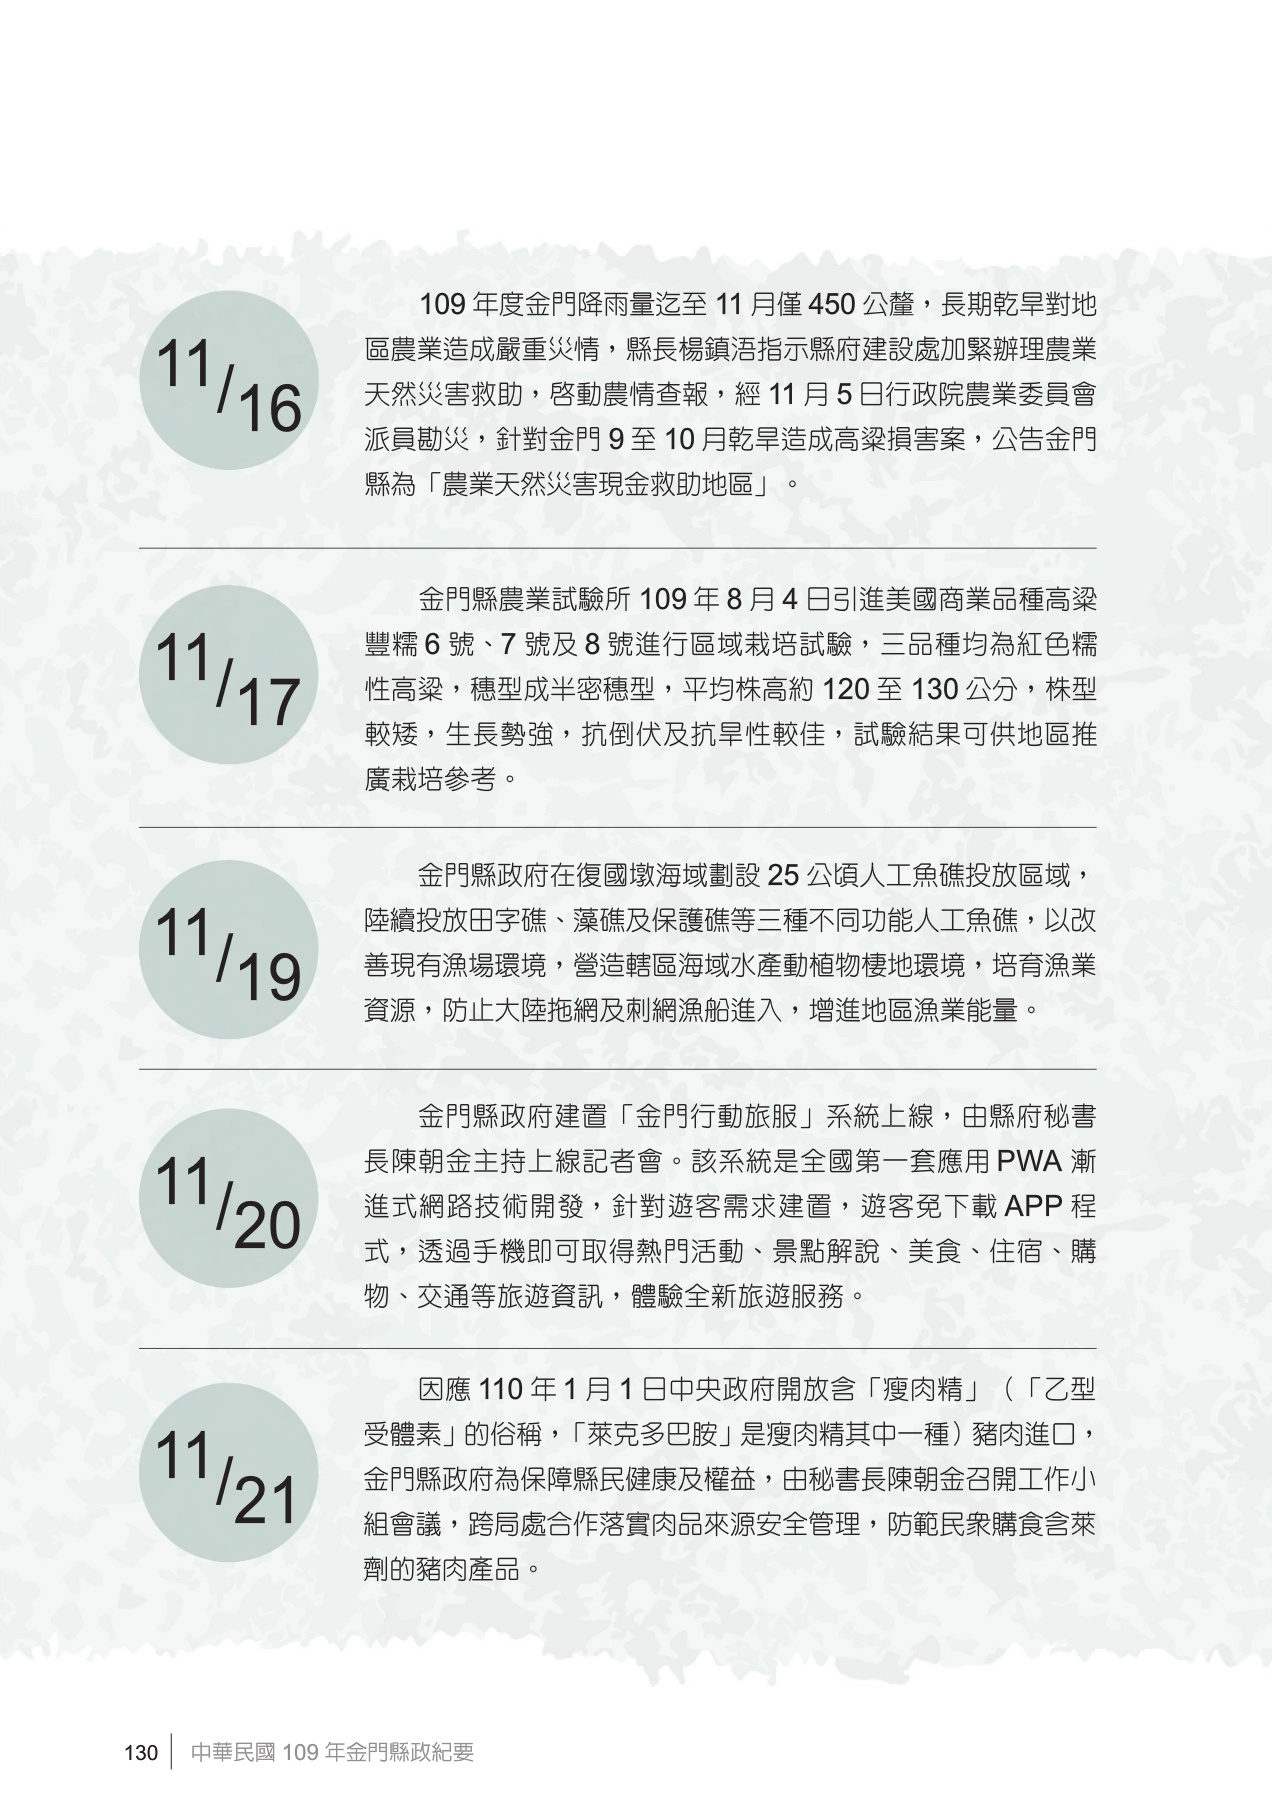 11/16
109 年度金門降雨量迄至 11 月僅 450 公釐，長期乾旱對地
區農業造成嚴重災情，縣長楊鎮浯指示縣府建設處加緊辦理農業
天然災害救助，啓動農情查報，經 11 月 5 日行政院農業委員會
派員勘災，針對金門 9 至 10 月乾旱造成高粱損害案，公告金門
縣為「農業天然災害現金救助地區」。
11/17
金門縣農業試驗所 109 年 8 月 4 日引進美國商業品種高粱
豐糯 6 號、7 號及 8 號進行區域栽培試驗，三品種均為紅色糯
性高粱，穗型成半密穗型，平均株高約 120 至 130 公分，株型
較矮，生長勢強，抗倒伏及抗旱性較佳，試驗結果可供地區推
廣栽培參考。
11/19
金門縣政府在復國墩海域劃設 25 公頃人工魚礁投放區域，
陸續投放田字礁、藻礁及保護礁等三種不同功能人工魚礁，以改
善現有漁場環境，營造轄區海域水產動植物棲地環境，培育漁業
資源，防止大陸拖網及刺網漁船進入，增進地區漁業能量。
11/20
金門縣政府建置「金門行動旅服」系統上線，由縣府秘書
長陳朝金主持上線記者會。該系統是全國第一套應用 PWA 漸
進式網路技術開發，針對遊客需求建置，遊客免下載 APP 程
式，透過手機即可取得熱門活動、景點解說、美食、住宿、購
物、交通等旅遊資訊，體驗全新旅遊服務。
11/21
因應 110 年 1 月 1 日中央政府開放含「瘦肉精」（「乙型
受體素」的俗稱，「萊克多巴胺」是瘦肉精其中一種）豬肉進口，
金門縣政府為保障縣民健康及權益，由秘書長陳朝金召開工作小
組會議，跨局處合作落實肉品來源安全管理，防範民眾購食含萊
劑的豬肉產品。
130 中華民國 109 年金門縣政紀要